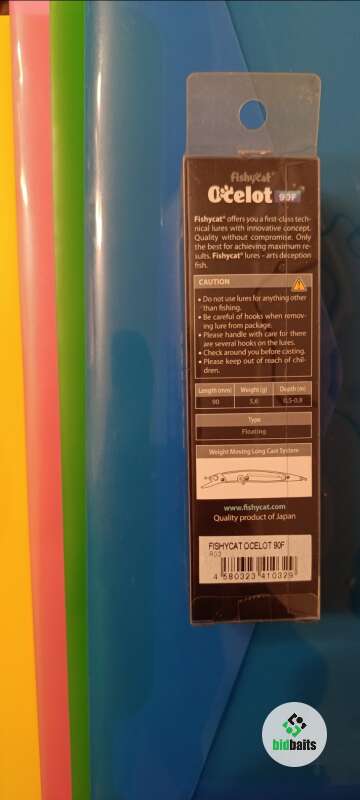 fishycat®
Ocelot 90F
Fishycat® offers you a first-class tech-
nical lures with innovative concept.
Quality without compromise. Only
the best for achieving maximum re-
sults. Fishycat® lures - arts deception
fish.
CAUTION
• Do not use lures for anything other
than fishing.
• Be careful of hooks when remov-
ing lure from package.
• Please handle with care for there
are several hooks on the lures.
• Check around you before casting.
• Please keep out of reach of chil-
dren.
Length (mm) Weight (g) Depth (m)
90 5,6 0,5-0,8
Type
Floating
Weight Moving Long Cast System
www.fishycat.com
Quality product of Japan
FISHYCAT OCELOT 90F
R03
4 580323 410329
bidbaits